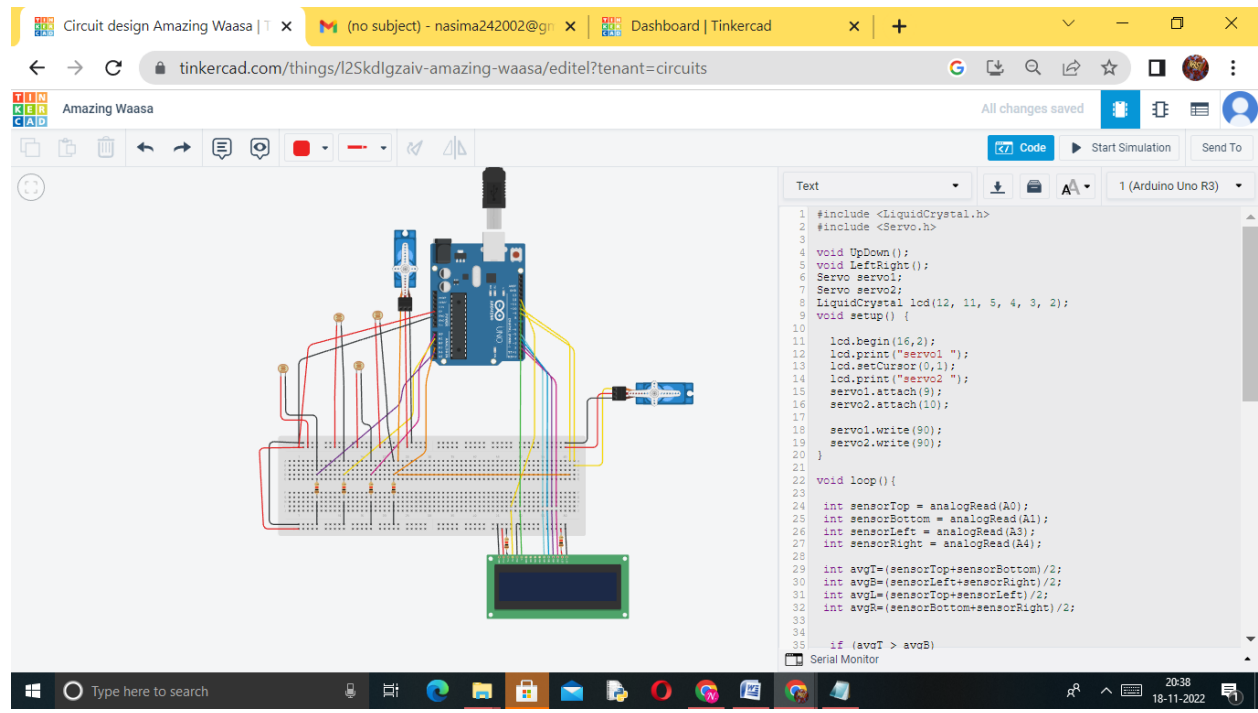 Circuit design Amazing Waasa | T
(no subject) - nasima242002@gm
Dashboard | Tinkercad
tinkercad.com/things/l2SkdIgzaiv-amazing-waasa/editel?tenant=circuits
TIN
KER
CAD
Amazing Waasa
All changes saved
Code
Start Simulation
Send To
Text
1 (Arduino Uno R3)
1 #include <LiquidCrystal.h>
2 #include <Servo.h>
3
4 void UpDown();
5 void LeftRight();
6 Servo servo1;
7 Servo servo2;
8 LiquidCrystal lcd(12, 11, 5, 4, 3, 2);
9 void setup() {
10
11 lcd.begin(16,2);
12 lcd.print("servo1 ");
13 lcd.setCursor(0,1);
14 lcd.print("servo2 ");
15 servo1.attach(9);
16 servo2.attach(10);
17
18 servo1.write(90);
19 servo2.write(90);
20 }
21
22 void loop(){
23
24 int sensorTop = analogRead(A0);
25 int sensorBottom = analogRead(A1);
26 int sensorLeft = analogRead(A3);
27 int sensorRight = analogRead(A4);
28
29 int avgT=(sensorTop+sensorBottom)/2;
30 int avgB=(sensorLeft+sensorRight)/2;
31 int avgL=(sensorTop+sensorLeft)/2;
32 int avgR=(sensorBottom+sensorRight)/2;
33
34
35 if (avgT > avgB)
Serial Monitor
UNO
Type here to search
20:38
18-11-2022
1